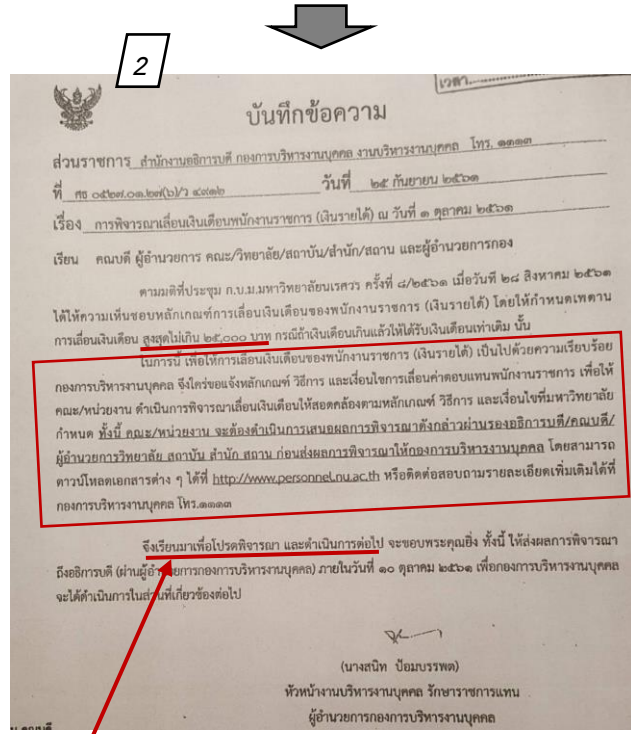 2
เวลา
บันทึกข้อความ
ส่วนราชการ สำนักงานอธิการบดี กองการบริหารงานบุคคล งานบริหารงานบุคคล โทร. ๑๑๑๓
ที่ ศธ ๐๕๒๗.๐๑.๒๗(๖)/ว ๔๙๑๖ วันที่ ๒๕ กันยายน ๒๕๖๑
เรื่อง การพิจารณาเลื่อนเงินเดือนพนักงานราชการ (เงินรายได้) ณ วันที่ ๑ ตุลาคม ๒๕๖๑
เรียน คณบดี ผู้อำนวยการ คณะ/วิทยาลัย/สถาบัน/สำนัก/สถาน และผู้อำนวยการกอง
ตามมติที่ประชุม ก.บ.ม.มหาวิทยาลัยนเรศวร ครั้งที่ ๘/๒๕๖๑ เมื่อวันที่ ๒๘ สิงหาคม ๒๕๖๑
ได้ให้ความเห็นชอบหลักเกณฑ์การเลื่อนเงินเดือนของพนักงานราชการ (เงินรายได้) โดยให้กำหนดเพดาน
การเลื่อนเงินเดือน สูงสุดไม่เกิน ๒๕,๐๐๐ บาท กรณีถ้าเงินเดือนเกินแล้วให้ได้รับเงินเดือนเท่าเดิม นั้น
ในการนี้ เพื่อให้การเลื่อนเงินเดือนของพนักงานราชการ (เงินรายได้) เป็นไปด้วยความเรียบร้อย
กองการบริหารงานบุคคล จึงใคร่ขอแจ้งหลักเกณฑ์ วิธีการ และเงื่อนไขการเลื่อนค่าตอบแทนพนักงานราชการ เพื่อให้
คณะ/หน่วยงาน ดำเนินการพิจารณาเลื่อนเงินเดือนให้สอดคล้องตามหลักเกณฑ์ วิธีการ และเงื่อนไขที่มหาวิทยาลัย
กำหนด ทั้งนี้ คณะ/หน่วยงาน จะต้องดำเนินการเสนอผลการพิจารณาดังกล่าวผ่านรองอธิการบดี/คณบดี/
ผู้อำนวยการวิทยาลัย สถาบัน สำนัก สถาน ก่อนส่งผลการพิจารณาให้กองการบริหารงานบุคคล โดยสามารถ
ดาวน์โหลดเอกสารต่าง ๆ ได้ที่ http://www.personnel.nu.ac.th หรือติดต่อสอบถามรายละเอียดเพิ่มเติมได้ที่
กองการบริหารงานบุคคล โทร.๑๑๑๓
จึงเรียนมาเพื่อโปรดพิจารณา และดำเนินการต่อไป จะขอบพระคุณยิ่ง ทั้งนี้ ให้ส่งผลการพิจารณา
ถึงอธิการบดี (ผ่านผู้อำนวยการกองการบริหารงานบุคคล) ภายในวันที่ ๑๐ ตุลาคม ๒๕๖๑ เพื่อกองการบริหารงานบุคคล
จะได้ดำเนินการในส่วนที่เกี่ยวข้องต่อไป
(นางสนิท ป้อมบรรพต)
หัวหน้างานบริหารงานบุคคล รักษาราชการแทน
ผู้อำนวยการกองการบริหารงานบุคคล